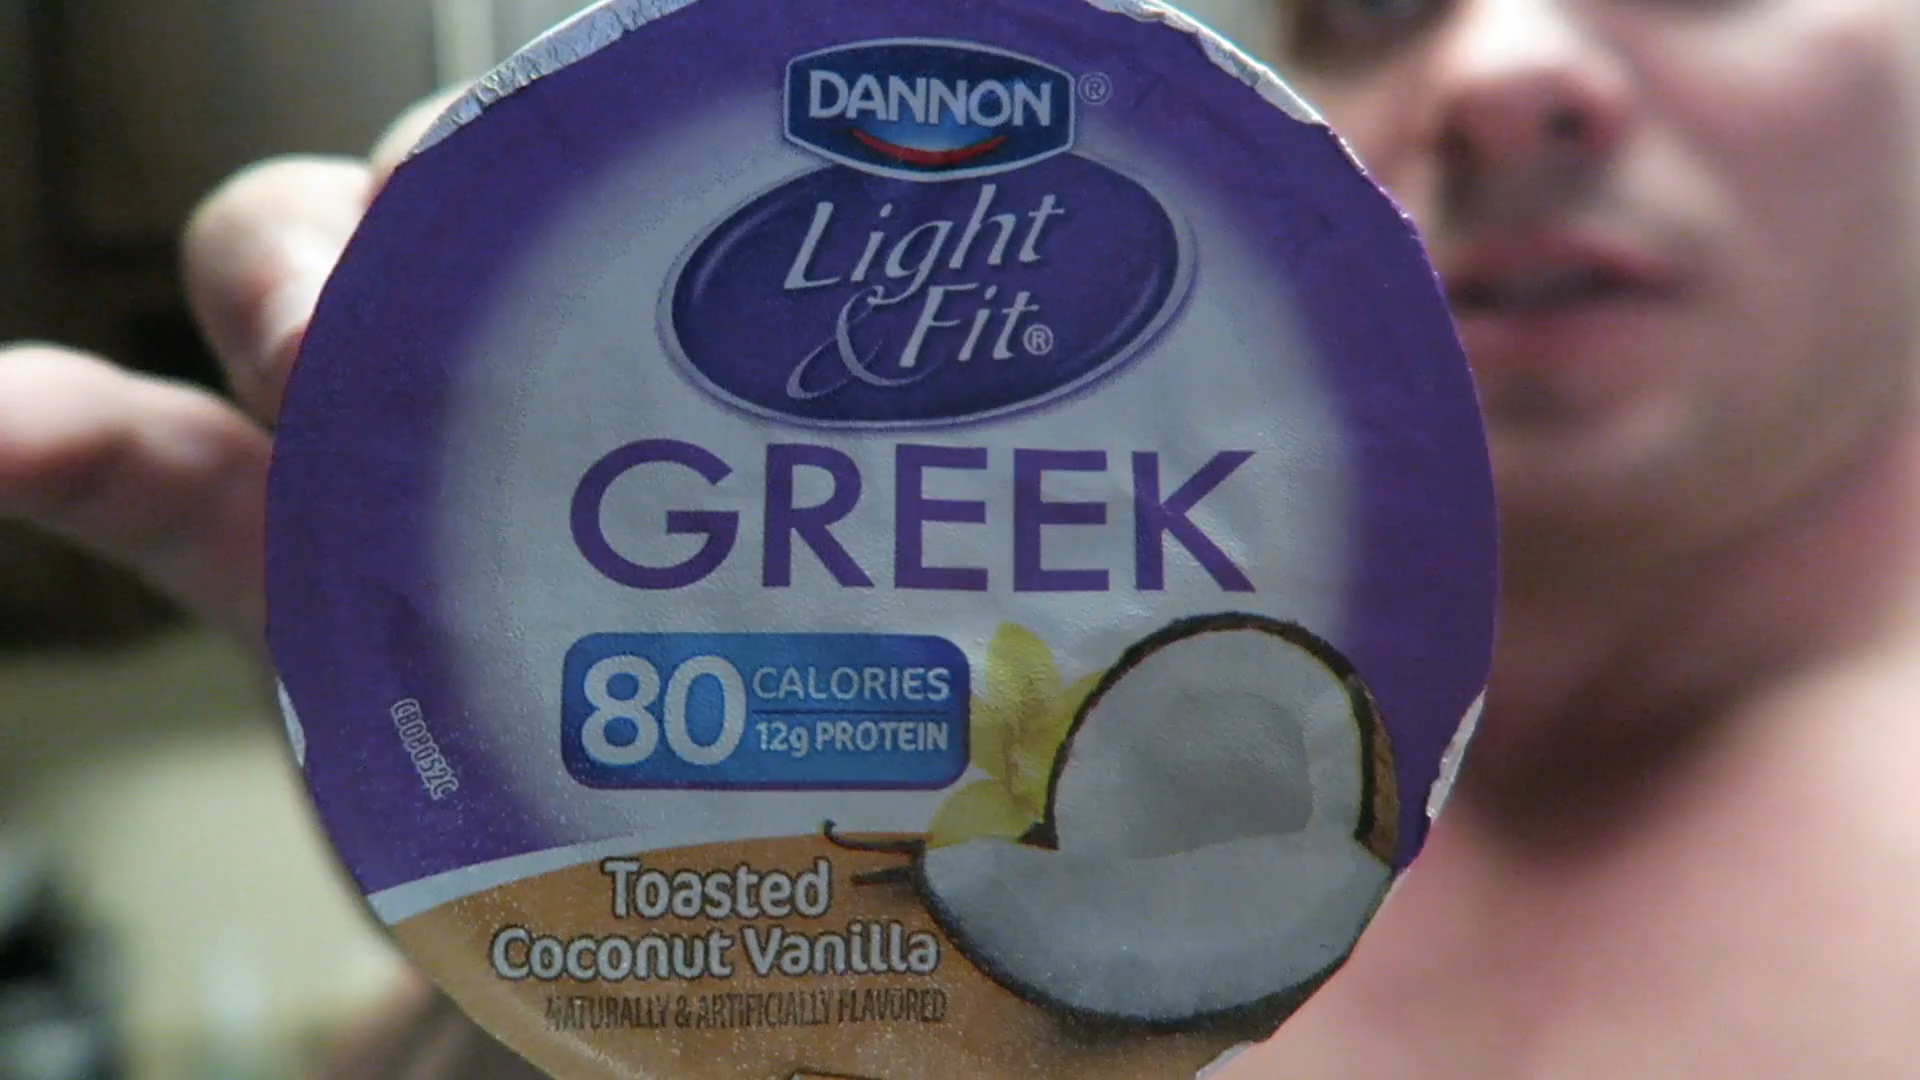 DANNON®
Light
& Fit®
GREEK
80 CALORIES
12g PROTEIN
Toasted
Coconut Vanilla
NATURALLY & ARTIFICIALLY FLAVORED